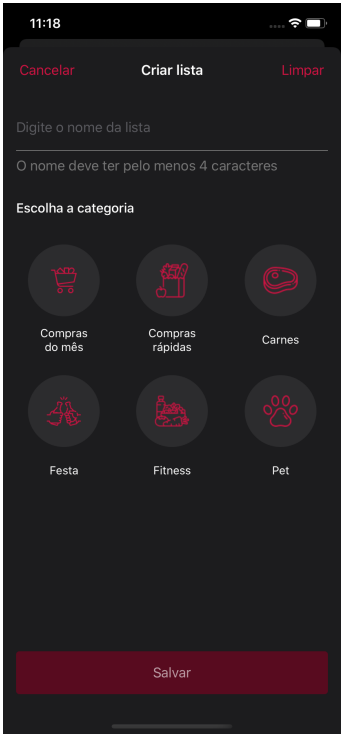 11:18
Cancelar Criar lista Limpar
Digite o nome da lista
O nome deve ter pelo menos 4 caracteres
Escolha a categoria
Compras
do mês
Compras
rápidas
Carnes
Festa
Fitness
Pet
Salvar